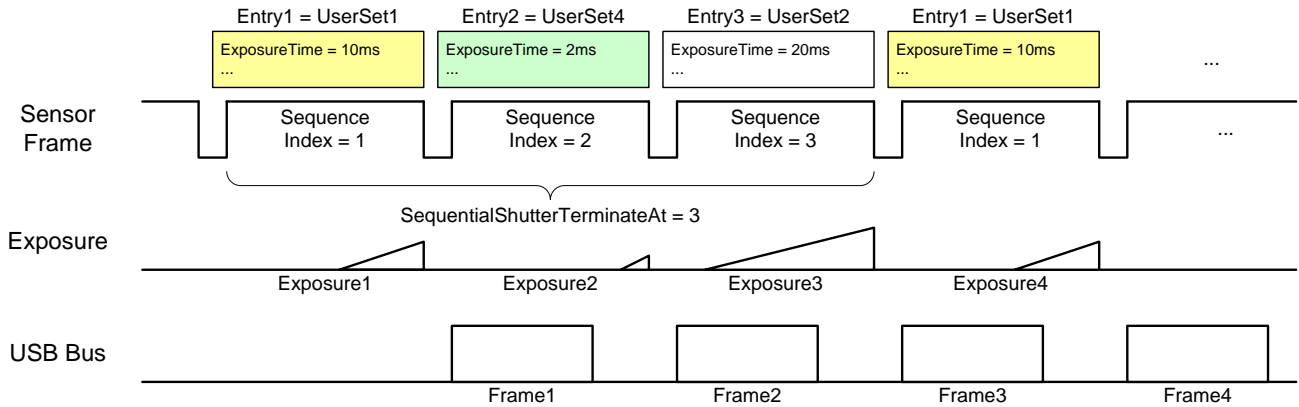 Entry1 = UserSet1
Entry2 = UserSet4
Entry3 = UserSet2
Entry1 = UserSet1
ExposureTime = 10ms
...
ExposureTime = 2ms
...
ExposureTime = 20ms
...
ExposureTime = 10ms
...
...
Sensor
Frame
Sequence
Index = 1
Sequence
Index = 2
Sequence
Index = 3
Sequence
Index = 1
...
SequentialShutterTerminateAt = 3
Exposure
Exposure1
Exposure2
Exposure3
Exposure4
USB Bus
Frame1
Frame2
Frame3
Frame4